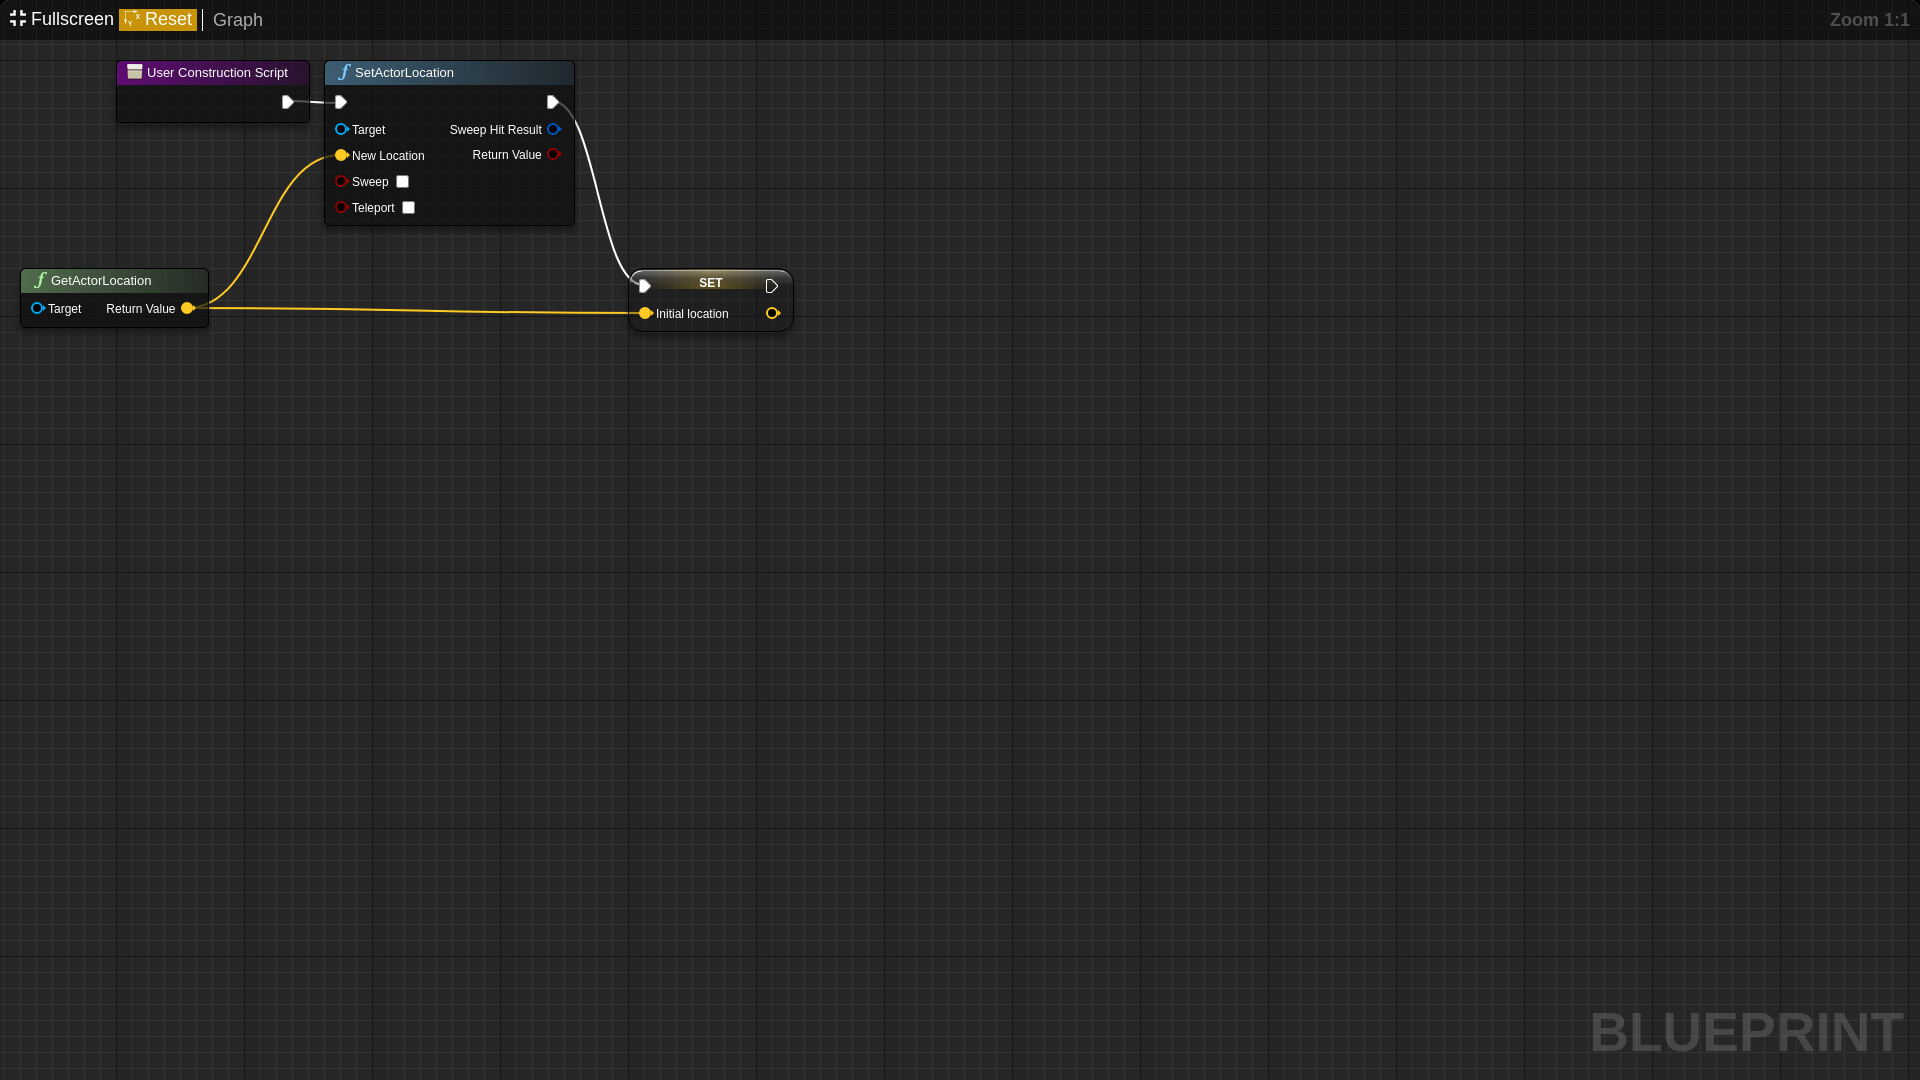 Fullscreen Reset Graph Zoom 1:1
User Construction Script
SetActorLocation
Target
Sweep Hit Result
New Location
Return Value
Sweep
Teleport
GetActorLocation
Target
Return Value
SET
Initial location
BLUEPRINT